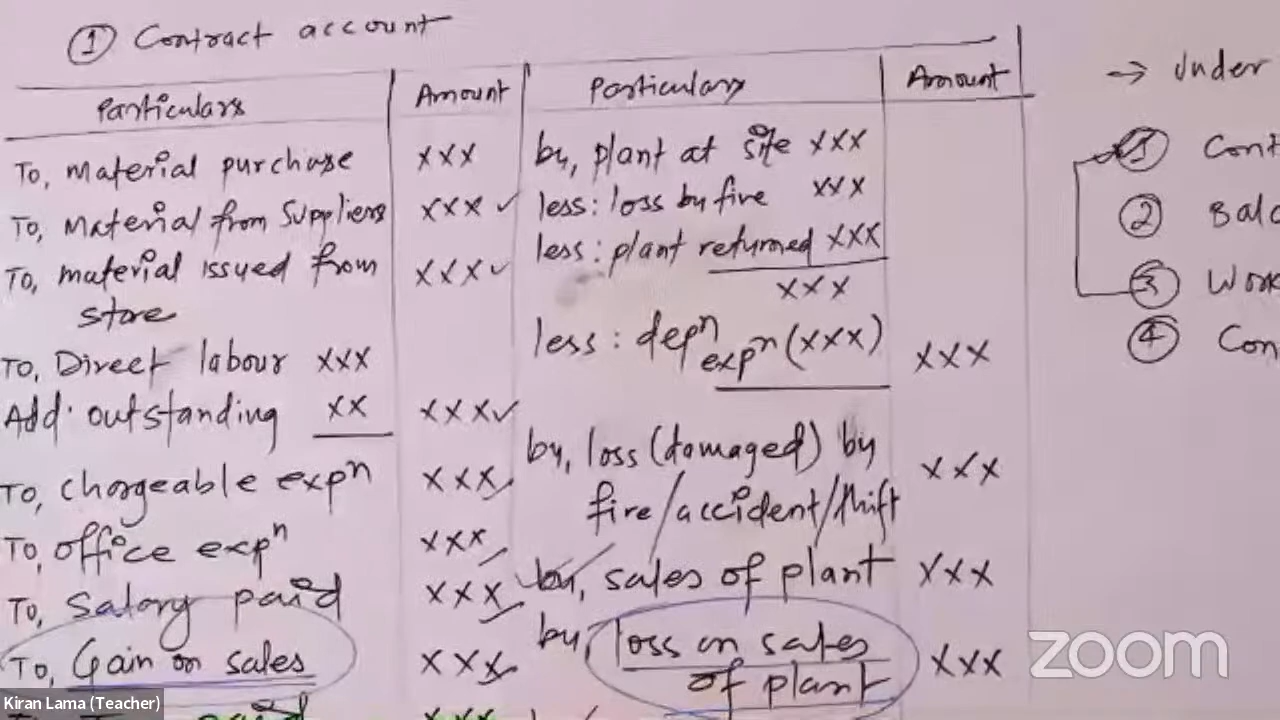 ① Contract account
Particulars Amount Particulars Amount
To, Material purchase xxx by, plant at site xxx
To, Material from Suppliers xxx ✓ less: loss by fire xxx
To, material issued from xxx ✓ less: plant returned xxx
store xxx
To, Direct labour xxx less: depn expn (xxx) xxx
Add: outstanding xx xxx ✓
To, chargeable expn xxx by, loss (damaged) by xxx
To, office expn xxx fire/accident/thift
To, Salary paid xxx by, sales of plant xxx
To, Gain on sales xxx by, loss on sales xxx
of plant
→ Under
① Cont
② Bala
③ Work
④ Con
zoom
Kiran Lama (Teacher)